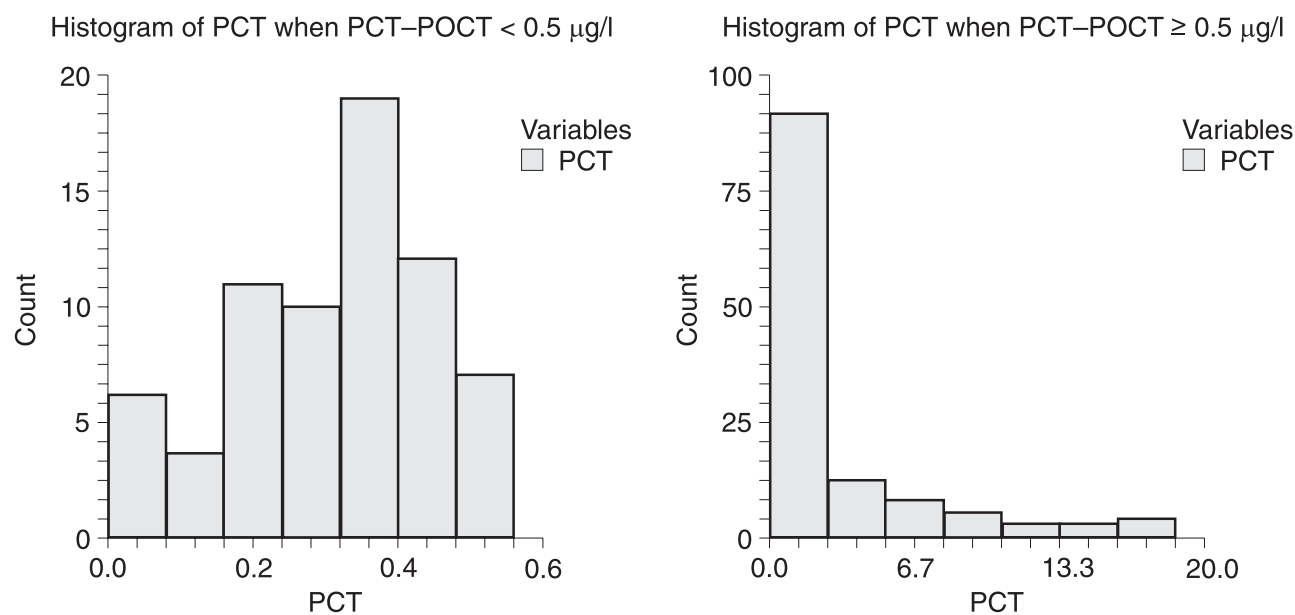 Histogram of PCT when PCT–POCT < 0.5 μg/l
20
15
10
5
0
Count
0.0 0.2 0.4 0.6
PCT
Variables
PCT
Histogram of PCT when PCT–POCT ≥ 0.5 μg/l
100
75
50
25
0
Count
0.0 6.7 13.3 20.0
PCT
Variables
PCT